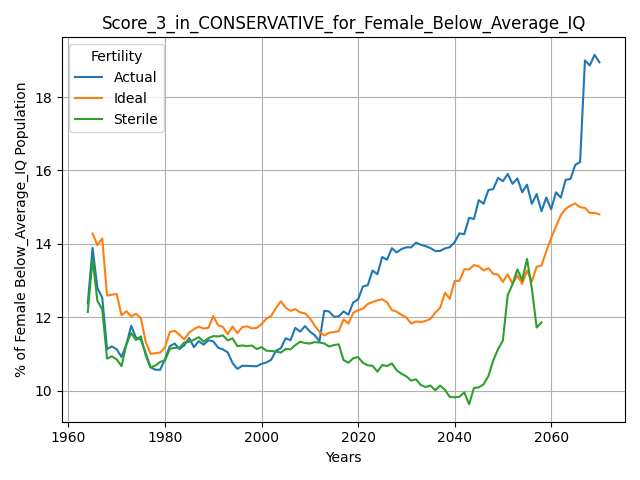 Score_3_in_CONSERVATIVE_for_Female_Below_Average_IQ
Fertility
Actual
Ideal
Sterile
% of Female Below_Average_IQ Population
18
16
14
12
10
1960
1980
2000
2020
2040
2060
Years